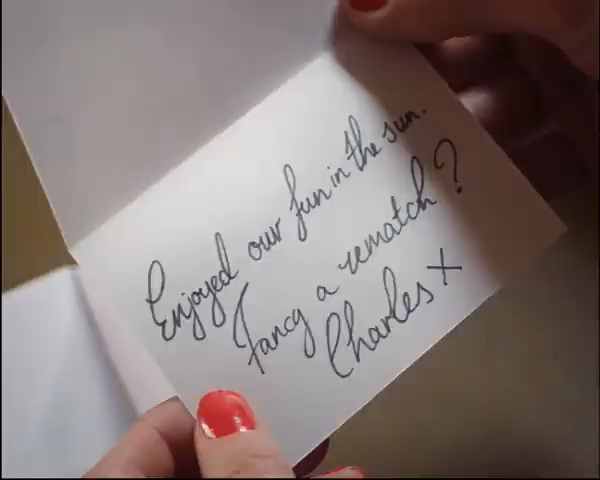 Enjoyed our fun in the sun.
Fancy a rematch?
Charles X